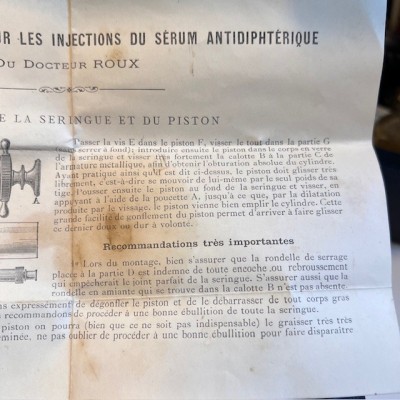 R LES INJECTIONS DU SÉRUM ANTIDIPHTÉRIQUE
DU DOCTEUR ROUX
E LA SERINGUE ET DU PISTON
Passer la vis E dans le piston F, visser le tout dans la partie G
serrer à fond); introduire ensuite le piston dans le corps en verre
de la seringue et visser très fortement la calotte B à la partie C de
l'armature métallique, afin d'obtenir l'obturation absolue du cylindre.
Ayant pratiqué ainsi qu'il est dit ci-dessus, le piston doit glisser très
librement, c'est-à-dire se mouvoir de lui-même par le seul poids de sa
tige. Pousser ensuite le piston au fond de la seringue et visser, en
appuyant à l'aide de la poucette A, jusqu'à ce que, par la dilatation
produite par le vissage, le piston vienne bien emplir le cylindre. Cette
grande facilité de gonflement du piston permet d'arriver à faire glisser
ce dernier doux ou dur à volonté.
A
Recommandations très importantes
1° Lors du montage, bien s'assurer que la rondelle de serrage
placée à la partie D est indemne de toute encoche ou rebroussement
qui empêcherait le joint parfait de la seringue. S'assurer aussi que la
rondelle en amiante qui se trouve dans la calotte B n'est pas absente.
ns expressément de dégonfler le piston et de le débarrasser de tout corps gras
s recommandons de procéder à une bonne ébullition de toute la seringue.
piston on pourra (bien que ce ne soit pas indispensable) le graisser très très
minée, ne pas oublier de procéder à une bonne ébullition pour faire disparaître